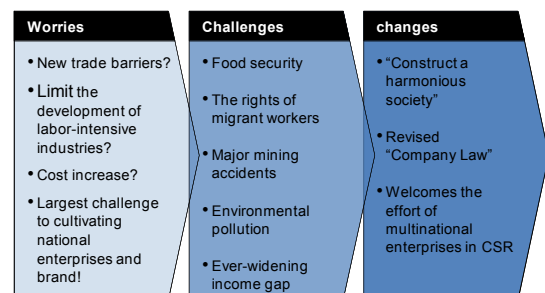 Worries
• New trade barriers?
• Limit the
development of
labor-intensive
industries?
• Cost increase?
• Largest challenge
to cultivating
national
enterprises and
brand!
Challenges
• Food security
• The rights of
migrant workers
• Major mining
accidents
• Environmental
pollution
• Ever-widening
income gap
changes
• “Construct a
harmonious
society”
• Revised
“Company Law”
• Welcomes the
effort of
multinational
enterprises in CSR